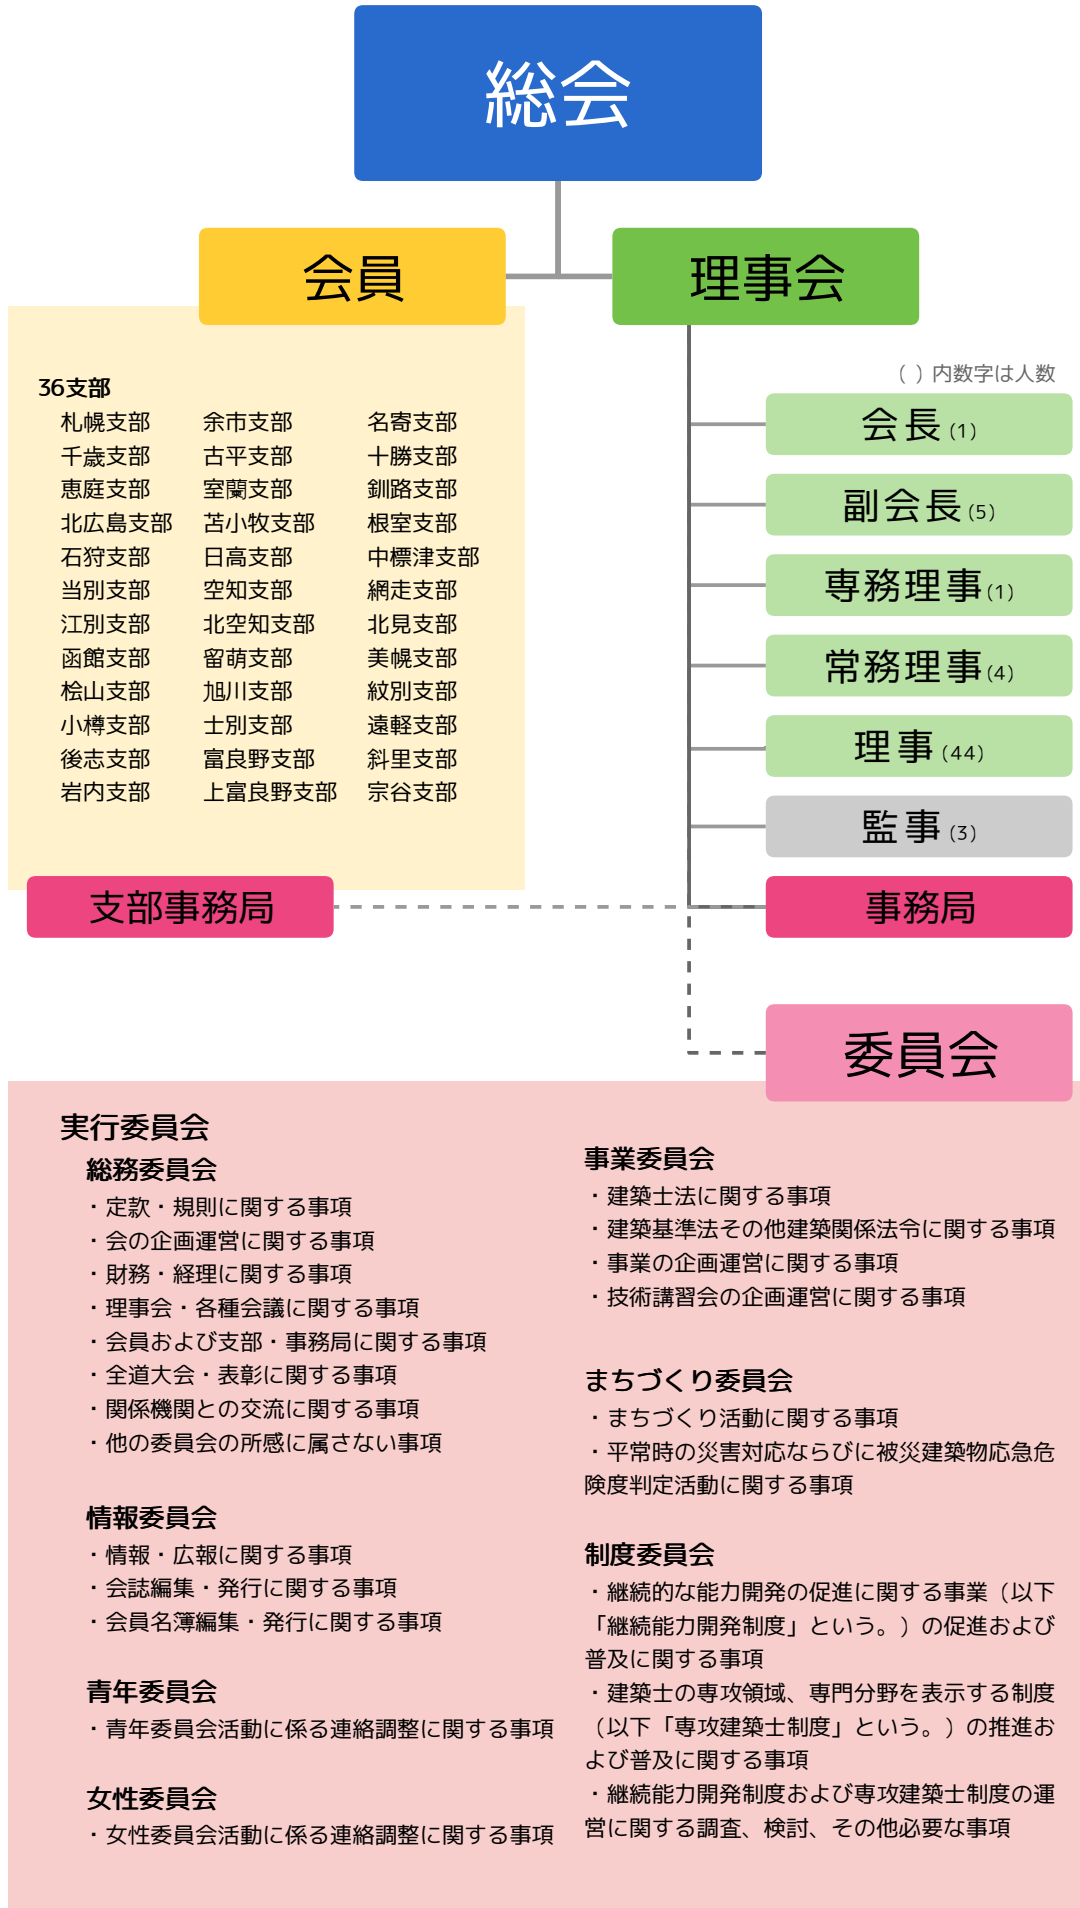 総会
会員
理事会
36支部
札幌支部 余市支部 名寄支部
千歳支部 古平支部 十勝支部
恵庭支部 室蘭支部 釧路支部
北広島支部 苫小牧支部 根室支部
石狩支部 日高支部 中標津支部
当別支部 空知支部 網走支部
江別支部 北空知支部 北見支部
函館支部 留萌支部 美幌支部
桧山支部 旭川支部 紋別支部
小樽支部 士別支部 遠軽支部
後志支部 富良野支部 斜里支部
岩内支部 上富良野支部 宗谷支部
支部事務局
( ) 内数字は人数
会長 (1)
副会長 (5)
専務理事 (1)
常務理事 (4)
理事 (44)
監事 (3)
事務局
委員会
実行委員会
総務委員会
・定款・規則に関する事項
・会の企画運営に関する事項
・財務・経理に関する事項
・理事会・各種会議に関する事項
・会員および支部・事務局に関する事項
・全道大会・表彰に関する事項
・関係機関との交流に関する事項
・他の委員会の所感に属さない事項
情報委員会
・情報・広報に関する事項
・会誌編集・発行に関する事項
・会員名簿編集・発行に関する事項
青年委員会
・青年委員会活動に係る連絡調整に関する事項
女性委員会
・女性委員会活動に係る連絡調整に関する事項
事業委員会
・建築士法に関する事項
・建築基準法その他建築関係法令に関する事項
・事業の企画運営に関する事項
・技術講習会の企画運営に関する事項
まちづくり委員会
・まちづくり活動に関する事項
・平常時の災害対応ならびに被災建築物応急危
険度判定活動に関する事項
制度委員会
・継続的な能力開発の促進に関する事業（以下
「継続能力開発制度」という。）の促進および
普及に関する事項
・建築士の専攻領域、専門分野を表示する制度
（以下「専攻建築士制度」という。）の推進お
よび普及に関する事項
・継続能力開発制度および専攻建築士制度の運
営に関する調査、検討、その他必要な事項